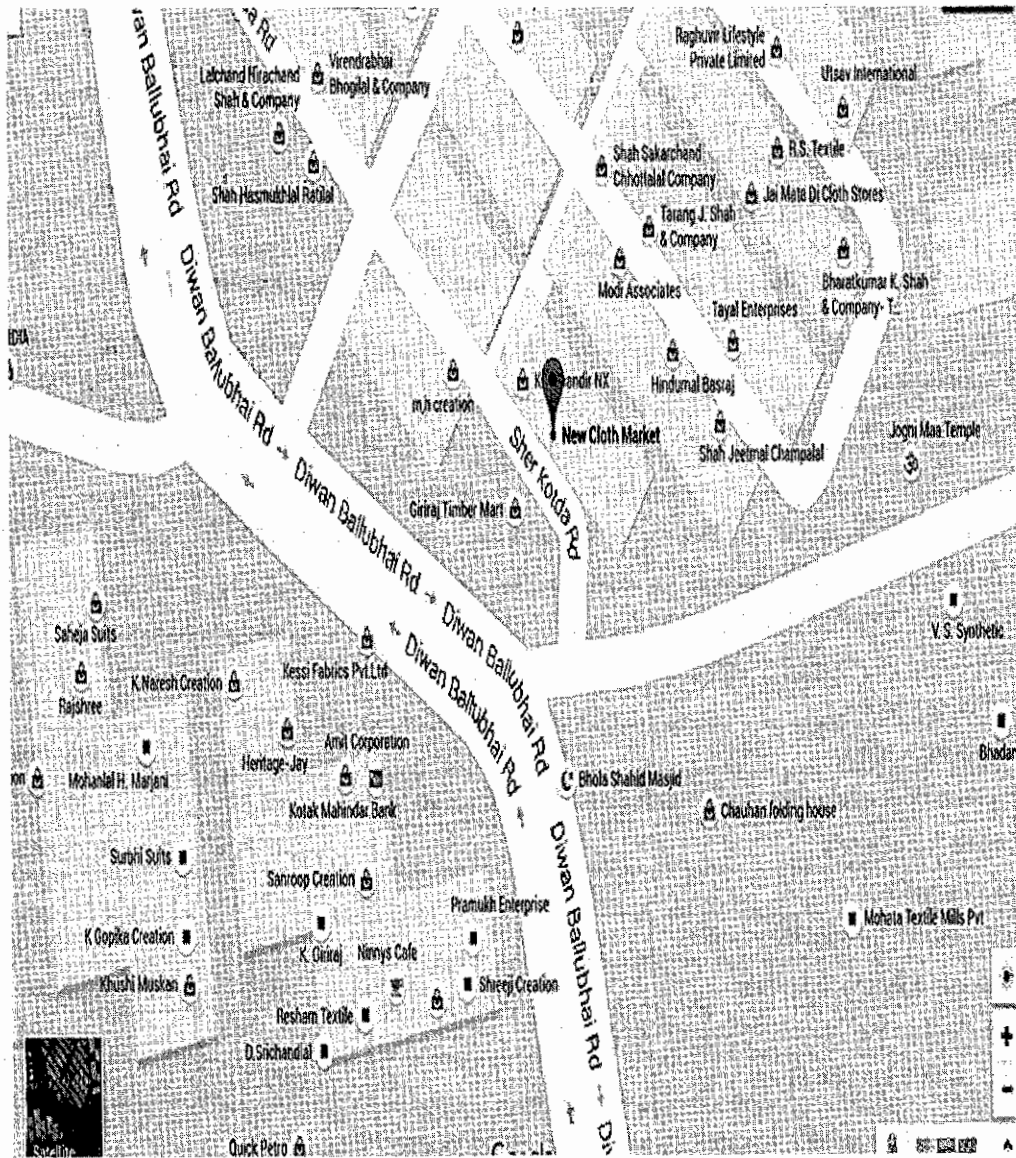 Diwan Ballubhai Rd
Raghuvir Lifestyle
Private Limited
Virendrabhai
Bhogilal & Company
Lalchand Hirachand
Shah & Company
Utsav International
R.S. Textile
Shah Sakarchand
Chhotalal Company
Shah Hasmukhlal Ratilal
Jai Mata Di Cloth Stores
Tarang J. Shah
& Company
Diwan Ballubhai Rd
Modi Associates
Bharatkumar K. Shah
& Company- T...
Tayal Enterprises
Hindumal Basraj
m,h creation
New Cloth Market
Sher Kotda Rd
Shah Jeetmal Champalal
Jogni Maa Temple
Diwan Ballubhai Rd
Giriraj Timber Mart
Saheja Suits
V. S. Synthetic
Diwan Ballubhai Rd
Diwan Ballubhai Rd
Kessi Fabrics Pvt.Ltd
K.Naresh Creation
Rajshree
Heritage-Jay
Amit Corporation
Mohanlal H. Marjani
Bhola Shahid Masjid
Kotak Mahindar Bank
Chauhan folding house
Surbhi Suits
Sanroop Creation
Pramukh Enterprise
Diwan Ballubhai Rd
Mohata Textile Mills Pvt
K Gopika Creation
K. Giriraj
Ninnys Cafe
Khushi Muskan
Shreeji Creation
Resham Textile
D.Srichandlal
Satellite
Quick Petro